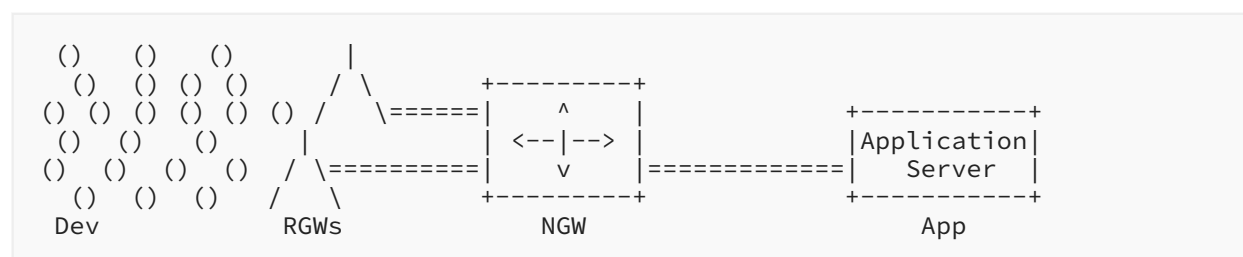 ()    ()    ()        |
()   () () ()     / \       +---------+
() () () () () () /   \======|    ^    |             +-----------+
()   ()    ()      |           | <--|--> |             |Application|
()   ()   ()   ()   / \==========|    v    |=============|   Server  |
()   ()   ()    /   \         +---------+             +-----------+
Dev            RGWs             NGW                      App